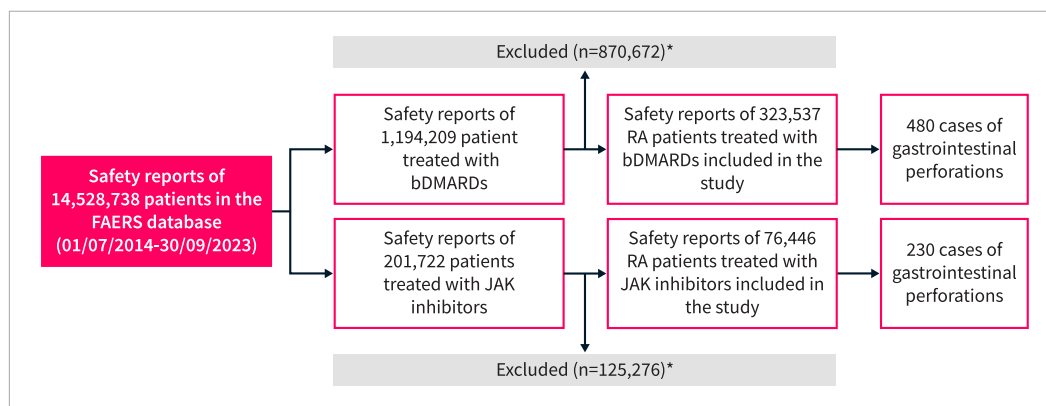 Excluded (n=870,672)*
Safety reports of
14,528,738 patients in the
FAERS database
(01/07/2014-30/09/2023)
Safety reports of
1,194,209 patient
treated with
bDMARDs
Safety reports of 323,537
RA patients treated with
bDMARDs included in the
study
480 cases of
gastrointestinal
perforations
Safety reports of
201,722 patients
treated with JAK
inhibitors
Safety reports of 76,446
RA patients treated with
JAK inhibitors included in
the study
230 cases of
gastrointestinal
perforations
Excluded (n=125,276)*